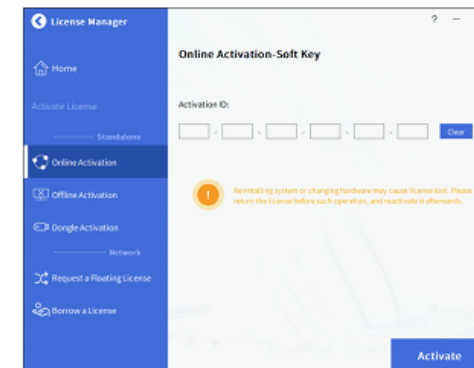 License Manager
? —
Home
Activate License
Standalone
Online Activation
Offline Activation
Dongle Activation
Network
Request a Floating License
Borrow a License
Online Activation-Soft Key
Activation ID:
- - - - -
Clear
!
Reinstalling system or changing hardware may cause license lost. Please
return the license before such operation, and reactivate it afterwards.
Activate